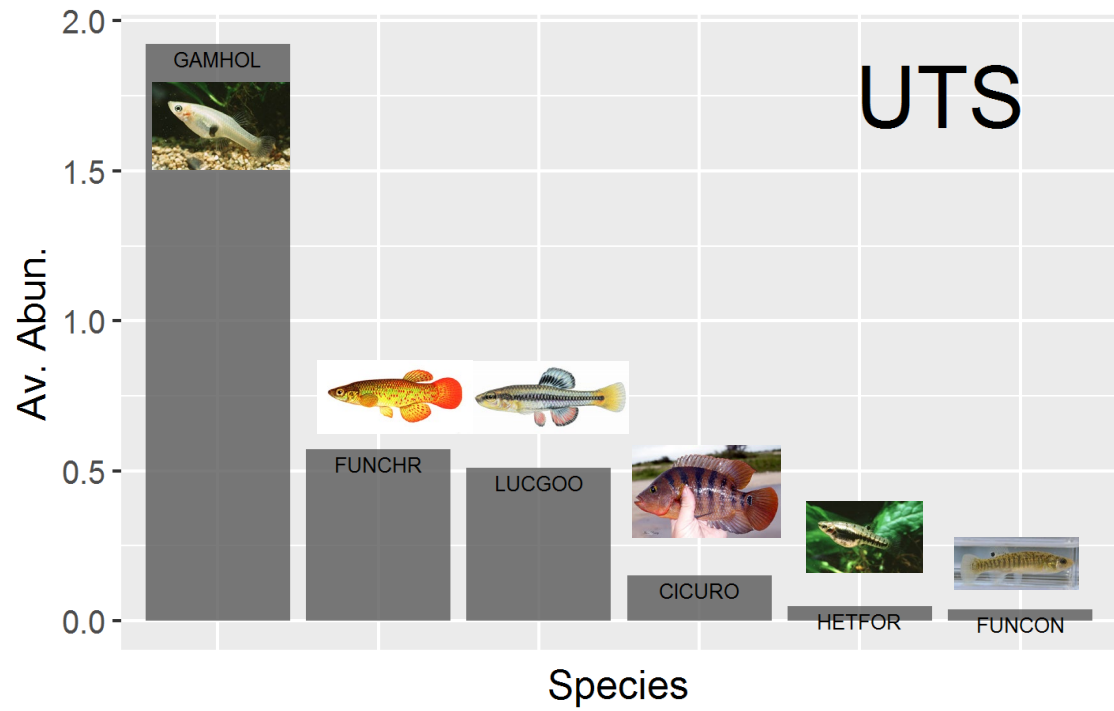 2.0
1.5
1.0
0.5
0.0
Av. Abun.
UTS
GAMHOL
FUNCHR
LUCGOO
CICURO
HETFOR
FUNCON
Species